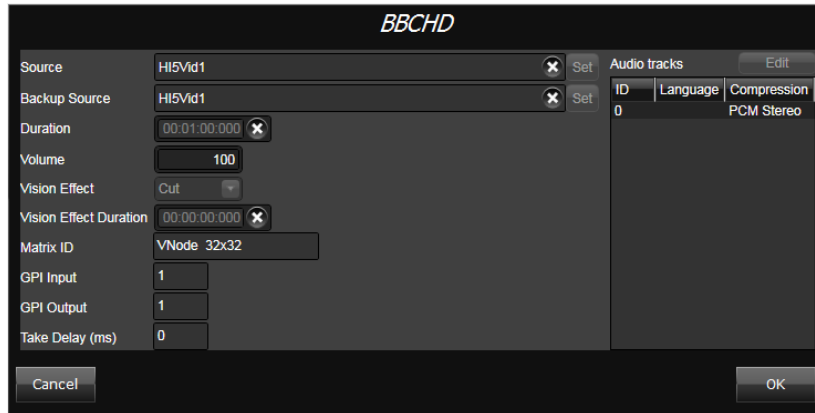 BBCHD
Source HI5Vid1 Set
Backup Source HI5Vid1 Set
Duration 00:01:00:000
Volume 100
Vision Effect Cut
Vision Effect Duration 00:00:00:000
Matrix ID VNode 32x32
GPI Input 1
GPI Output 1
Take Delay (ms) 0
Audio tracks Edit
ID Language Compression
0 PCM Stereo
Cancel OK